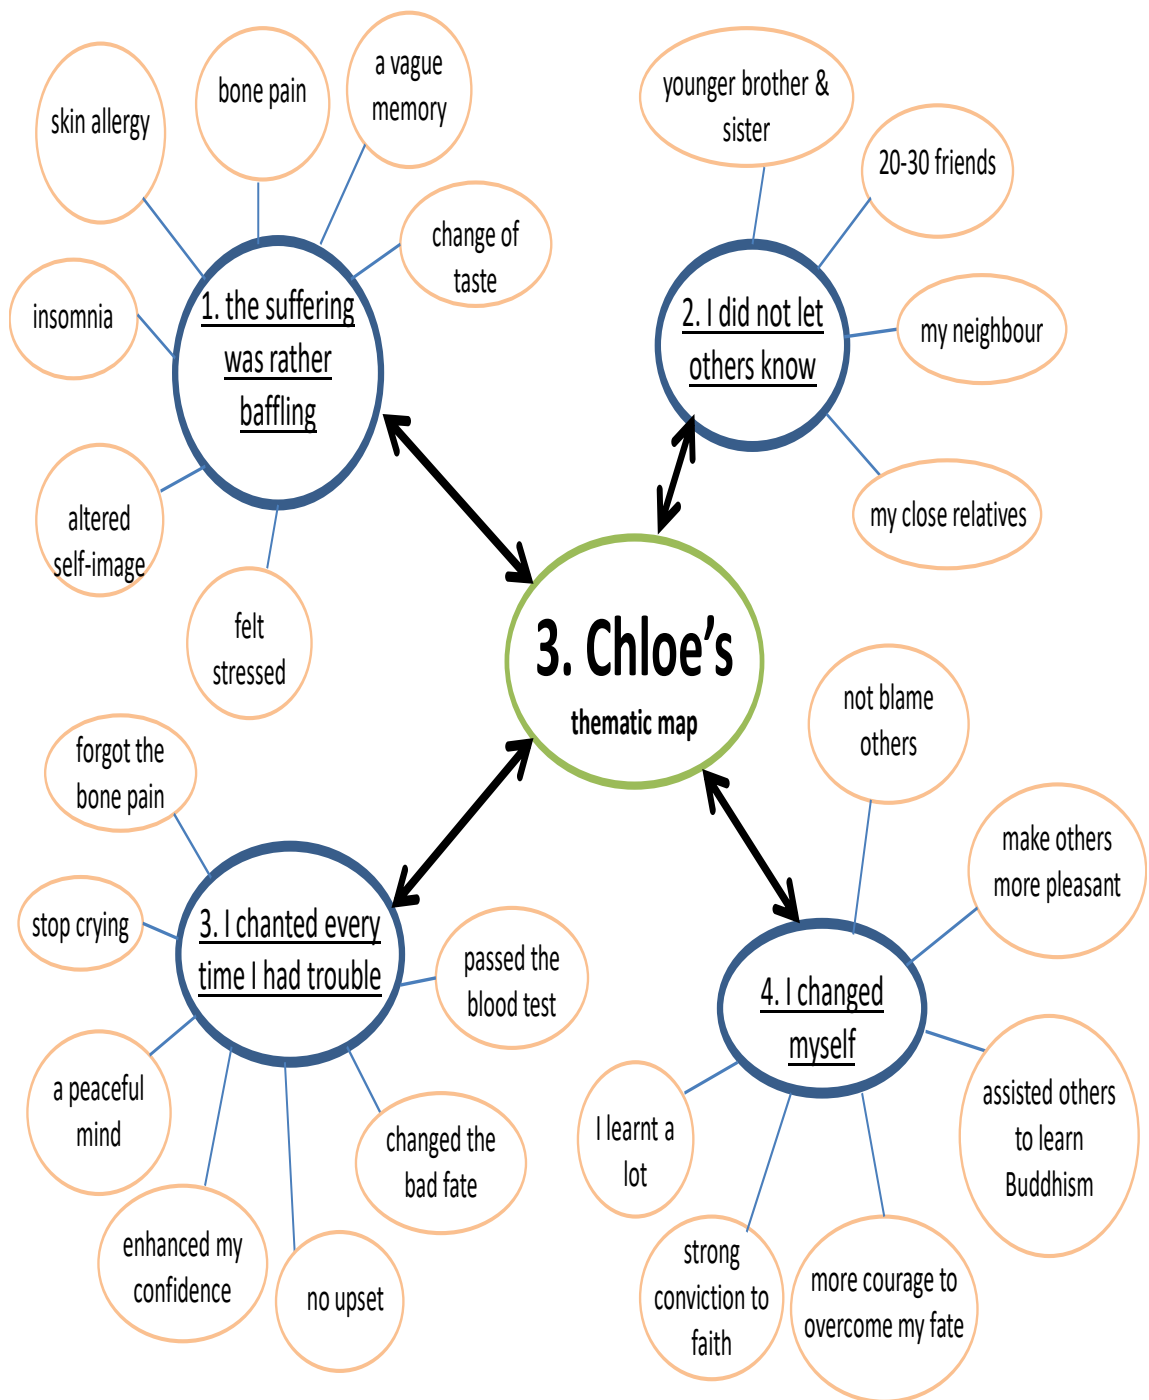 skin allergy
bone pain
a vague
memory
change of
taste
insomnia
1. the suffering
was rather
baffling
altered
self-image
felt
stressed
younger brother &
sister
20-30 friends
2. I did not let
others know
my neighbour
my close relatives
3. Chloe’s
thematic map
forgot the
bone pain
stop crying
3. I chanted every
time I had trouble
passed the
blood test
a peaceful
mind
changed the
bad fate
enhanced my
confidence
no upset
not blame
others
make others
more pleasant
4. I changed
myself
assisted others
to learn
Buddhism
I learnt a
lot
strong
conviction to
faith
more courage to
overcome my fate